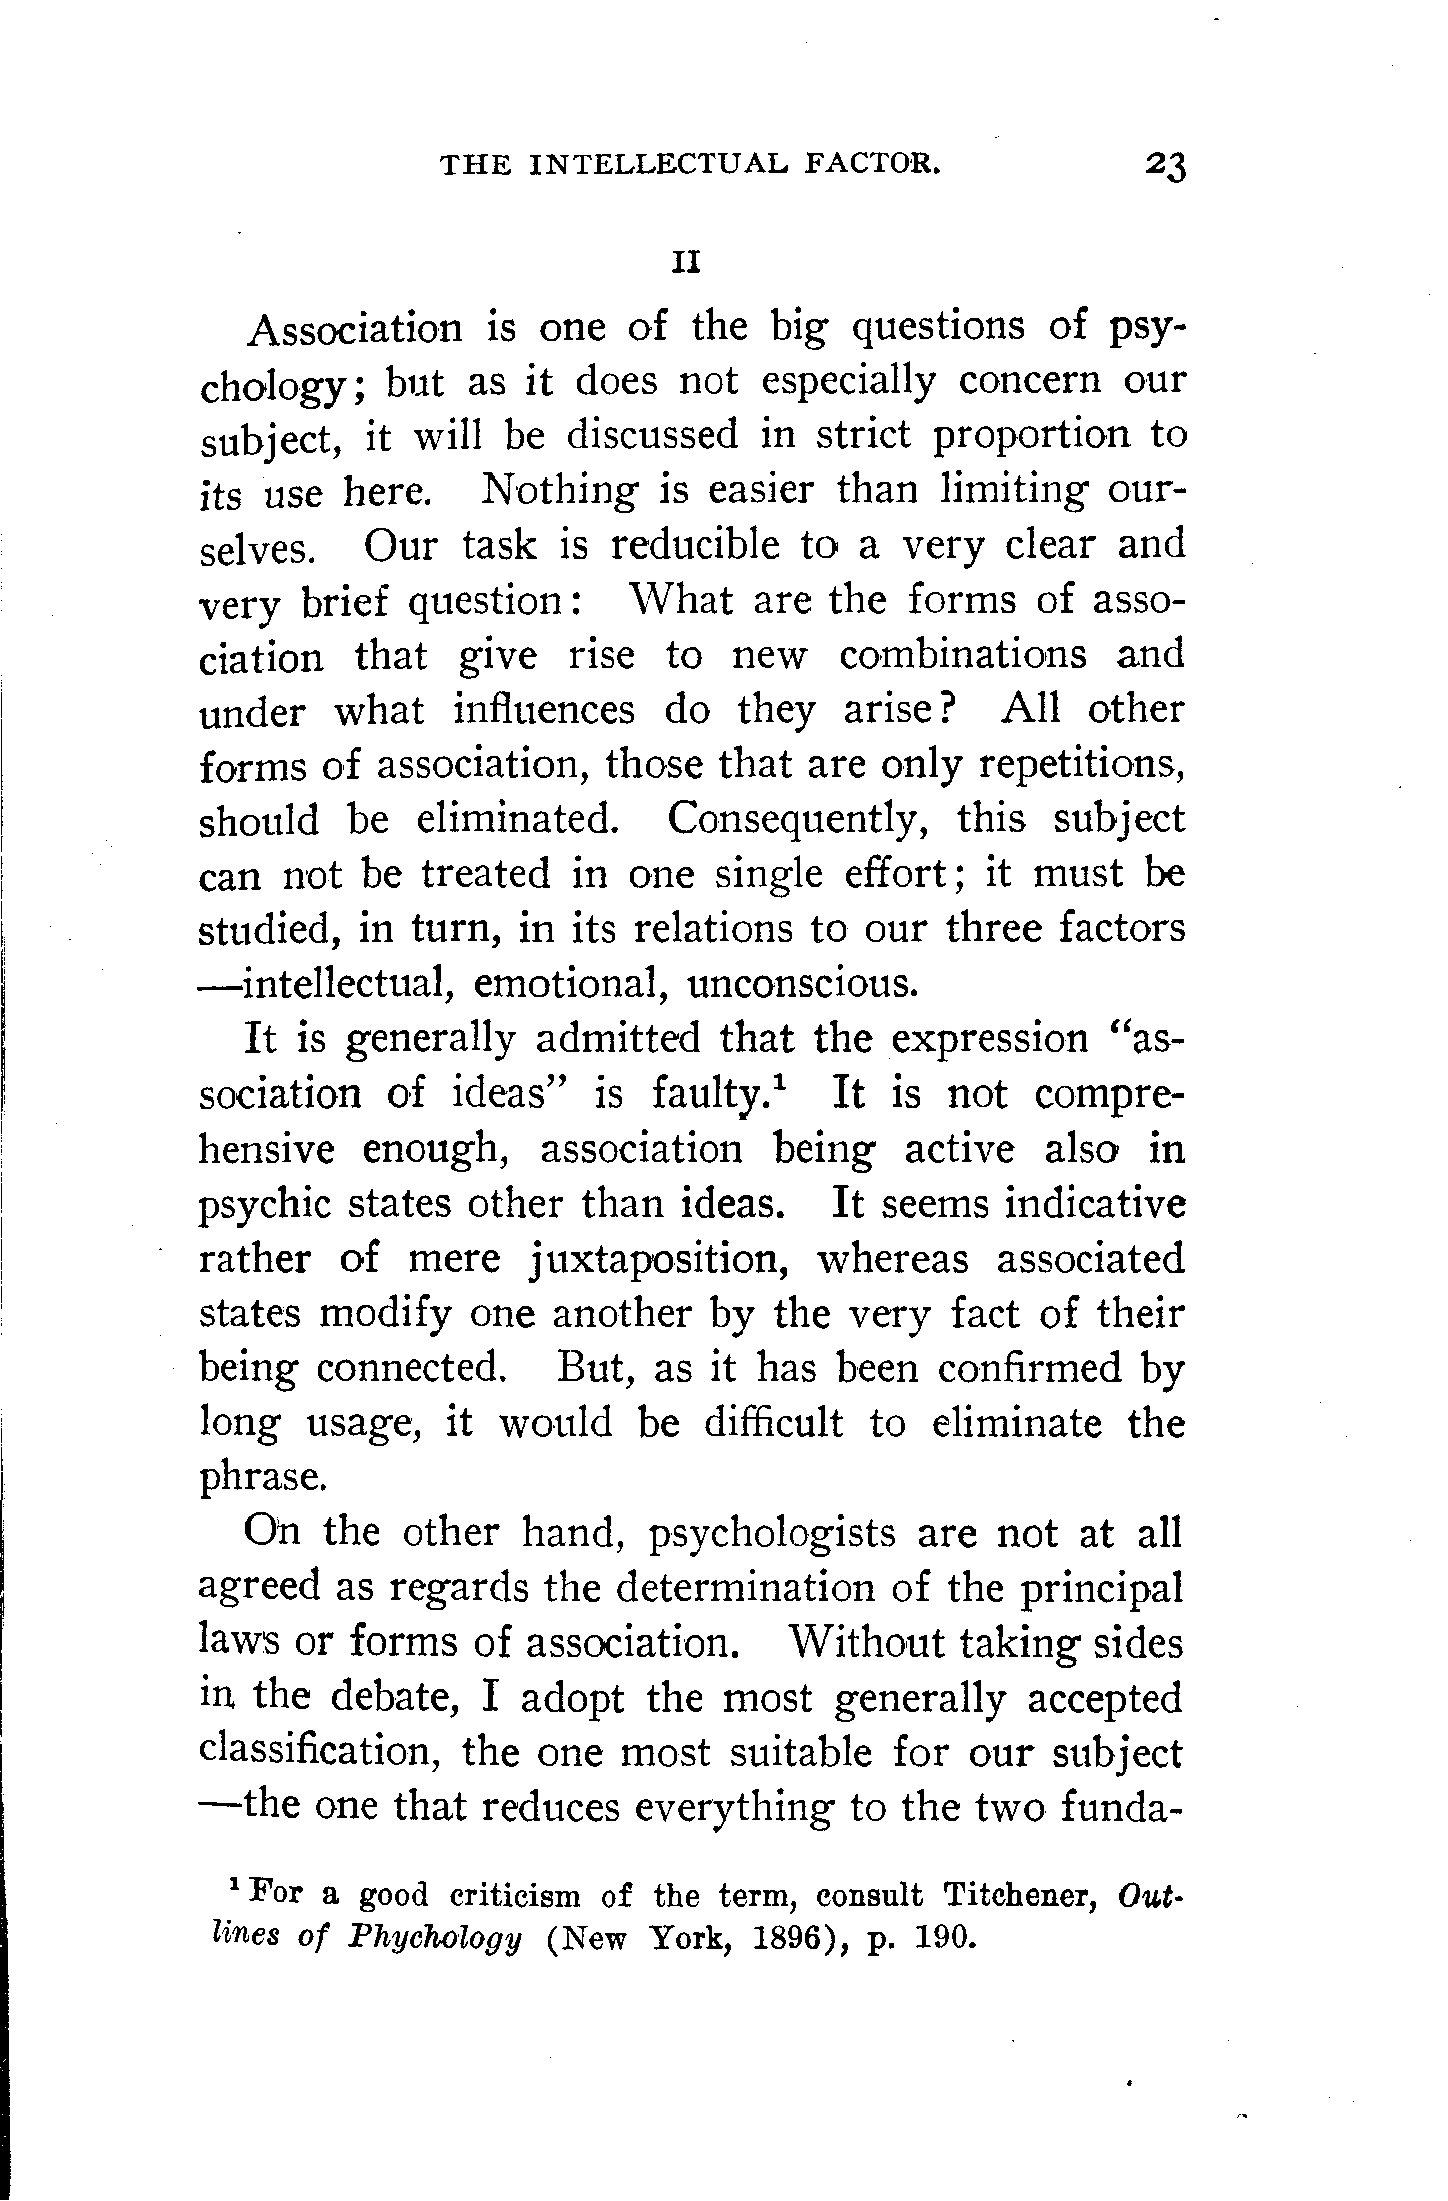 THE INTELLECTUAL FACTOR. 23
II
Association is one of the big questions of psy-
chology; but as it does not especially concern our
subject, it will be discussed in strict proportion to
its use here. Nothing is easier than limiting our-
selves. Our task is reducible to a very clear and
very brief question: What are the forms of asso-
ciation that give rise to new combinations and
under what influences do they arise? All other
forms of association, those that are only repetitions,
should be eliminated. Consequently, this subject
can not be treated in one single effort; it must be
studied, in turn, in its relations to our three factors
—intellectual, emotional, unconscious.
It is generally admitted that the expression “as-
sociation of ideas” is faulty.¹ It is not compre-
hensive enough, association being active also in
psychic states other than ideas. It seems indicative
rather of mere juxtaposition, whereas associated
states modify one another by the very fact of their
being connected. But, as it has been confirmed by
long usage, it would be difficult to eliminate the
phrase.
On the other hand, psychologists are not at all
agreed as regards the determination of the principal
laws or forms of association. Without taking sides
in the debate, I adopt the most generally accepted
classification, the one most suitable for our subject
—the one that reduces everything to the two funda-
¹ For a good criticism of the term, consult Titchener, Out-
lines of Phychology (New York, 1896), p. 190.